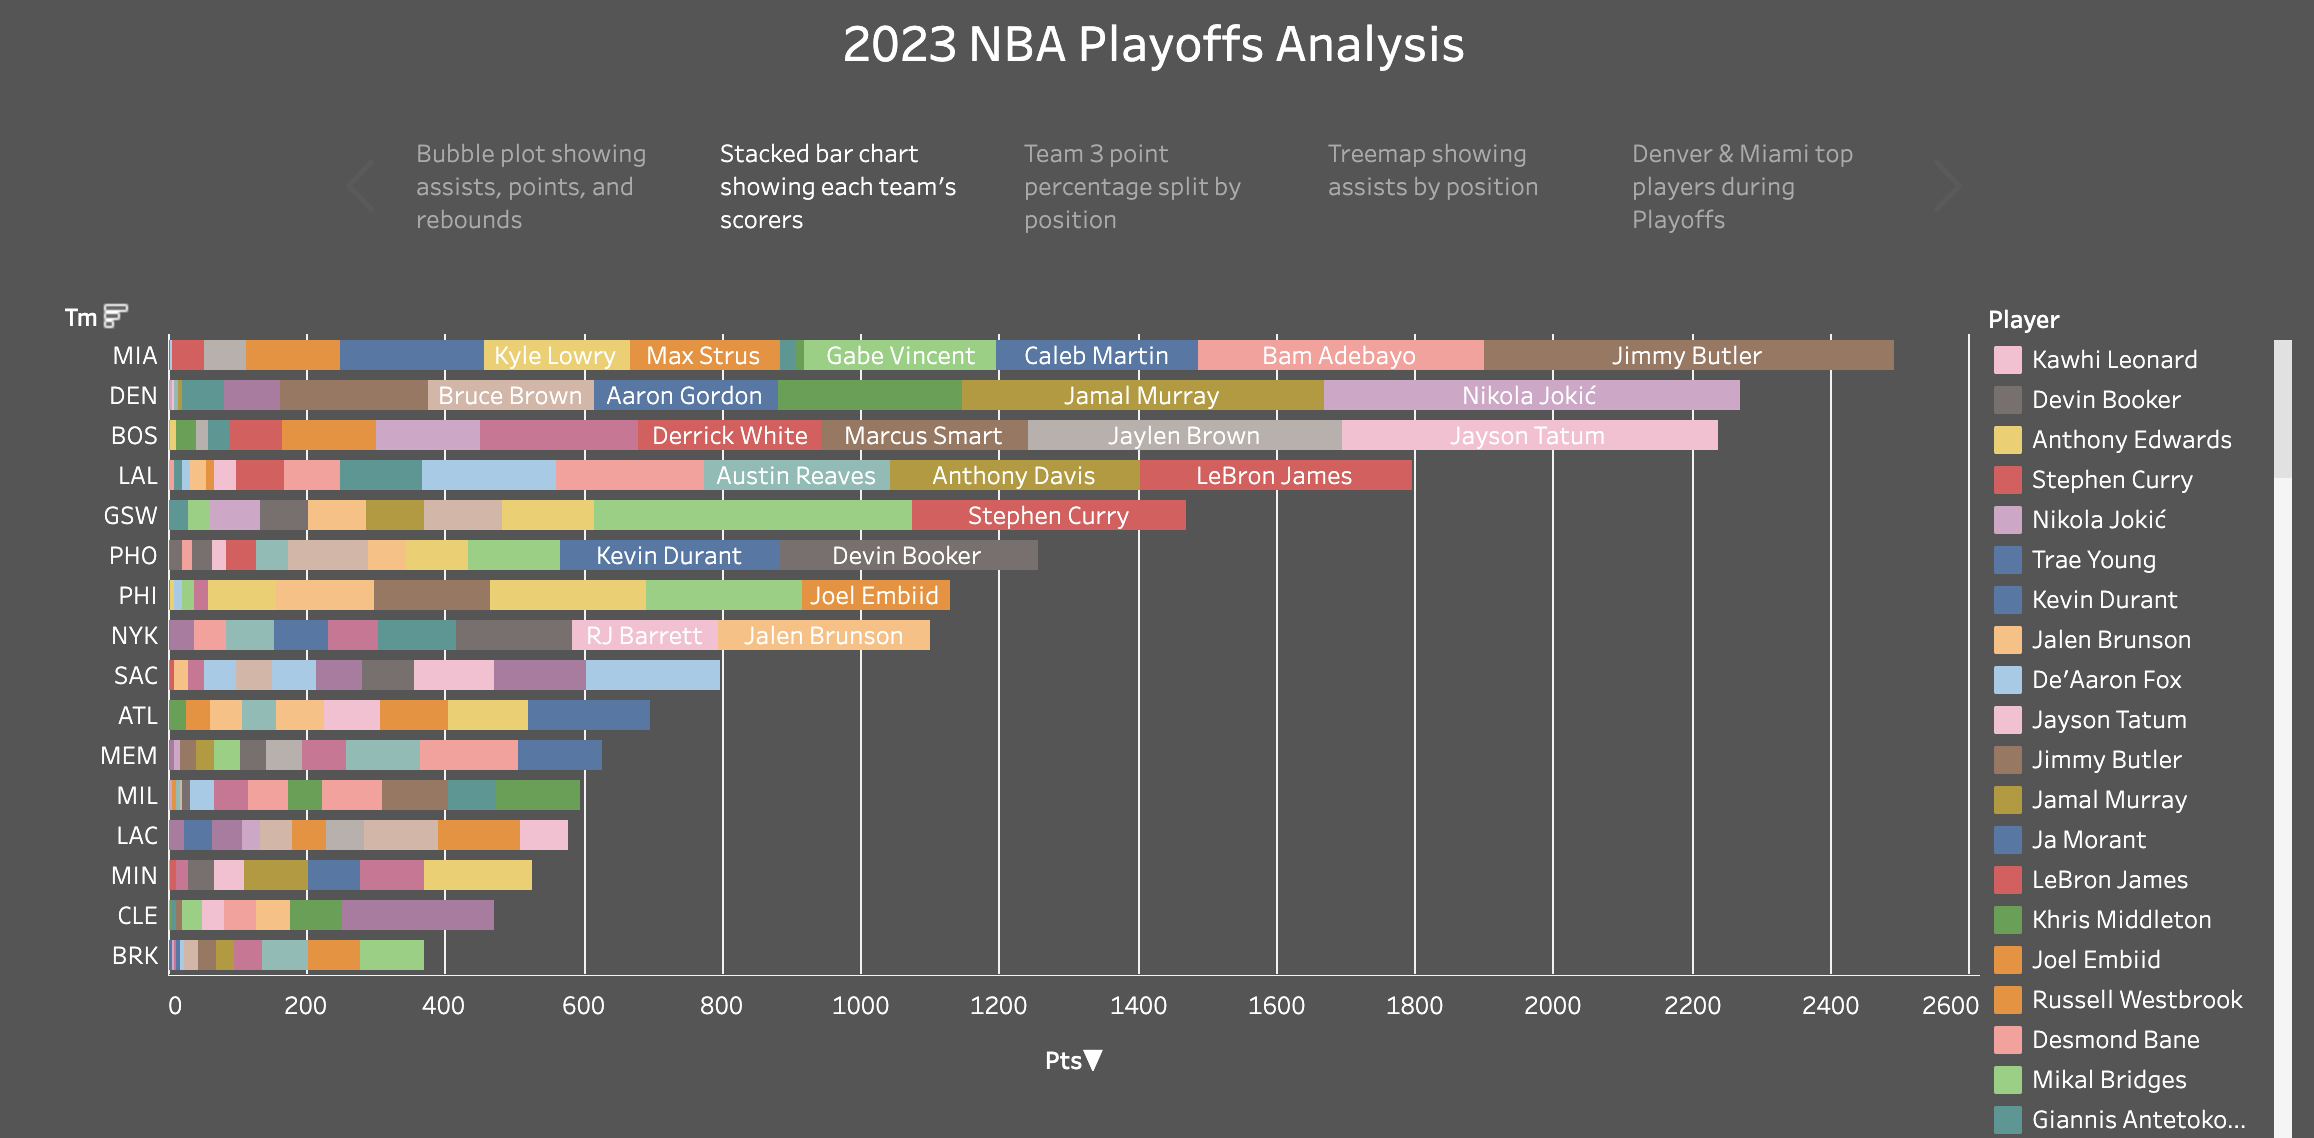 2023 NBA Playoffs Analysis
Bubble plot showing
assists, points, and
rebounds
Stacked bar chart
showing each team's
scorers
Team 3 point
percentage split by
position
Treemap showing
assists by position
Denver & Miami top
players during
Playoffs
Tm
MIA Kyle Lowry Max Strus Gabe Vincent Caleb Martin Bam Adebayo Jimmy Butler
DEN Bruce Brown Aaron Gordon Jamal Murray Nikola Jokić
BOS Derrick White Marcus Smart Jaylen Brown Jayson Tatum
LAL Austin Reaves Anthony Davis LeBron James
GSW Stephen Curry
PHO Kevin Durant Devin Booker
PHI Joel Embiid
NYK RJ Barrett Jalen Brunson
SAC
ATL
MEM
MIL
LAC
MIN
CLE
BRK
0 200 400 600 800 1000 1200 1400 1600 1800 2000 2200 2400 2600
Pts
Player
Kawhi Leonard
Devin Booker
Anthony Edwards
Stephen Curry
Nikola Jokić
Trae Young
Kevin Durant
Jalen Brunson
De'Aaron Fox
Jayson Tatum
Jimmy Butler
Jamal Murray
Ja Morant
LeBron James
Khris Middleton
Joel Embiid
Russell Westbrook
Desmond Bane
Mikal Bridges
Giannis Antetoko...